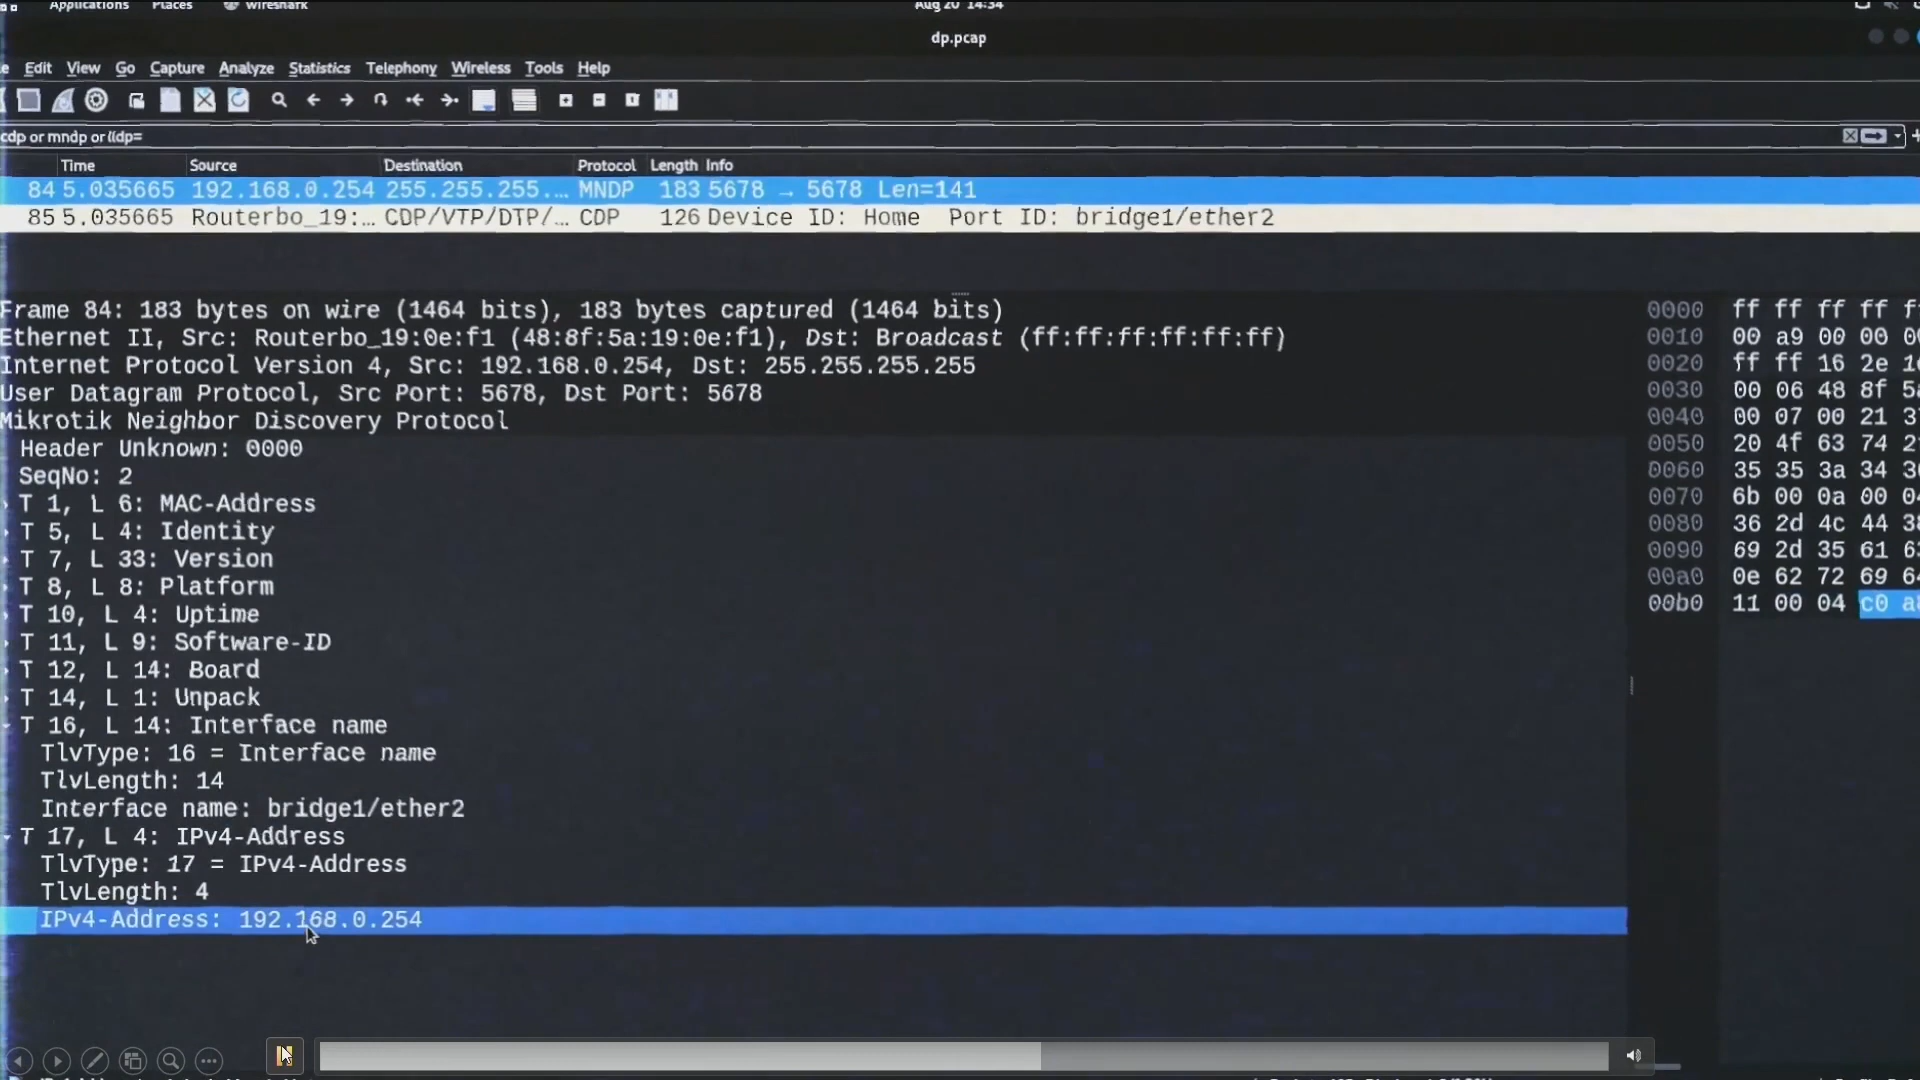 Applications Places Wireshark Aug 20 14:34
dp.pcap
Edit View Go Capture Analyze Statistics Telephony Wireless Tools Help
cdp or mndp or lldp=
Time Source Destination Protocol Length Info
84 5.035665 192.168.0.254 255.255.255.… MNDP 183 5678 → 5678 Len=141
85 5.035665 Routerbo_19:… CDP/VTP/DTP/… CDP 126 Device ID: Home Port ID: bridge1/ether2
Frame 84: 183 bytes on wire (1464 bits), 183 bytes captured (1464 bits)
Ethernet II, Src: Routerbo_19:0e:f1 (48:8f:5a:19:0e:f1), Dst: Broadcast (ff:ff:ff:ff:ff:ff)
Internet Protocol Version 4, Src: 192.168.0.254, Dst: 255.255.255.255
User Datagram Protocol, Src Port: 5678, Dst Port: 5678
Mikrotik Neighbor Discovery Protocol
Header Unknown: 0000
SeqNo: 2
T 1, L 6: MAC-Address
T 5, L 4: Identity
T 7, L 33: Version
T 8, L 8: Platform
T 10, L 4: Uptime
T 11, L 9: Software-ID
T 12, L 14: Board
T 14, L 1: Unpack
T 16, L 14: Interface name
TlvType: 16 = Interface name
TlvLength: 14
Interface name: bridge1/ether2
T 17, L 4: IPv4-Address
TlvType: 17 = IPv4-Address
TlvLength: 4
IPv4-Address: 192.168.0.254
0000 ff ff ff ff
0010 00 a9 00 00
0020 ff ff 16 2e
0030 00 06 48 8f
0040 00 07 00 21
0050 20 4f 63 74
0060 35 35 3a 34
0070 6b 00 0a 00
0080 36 2d 4c 44
0090 69 2d 35 61
00a0 0e 62 72 69
00b0 11 00 04 c0